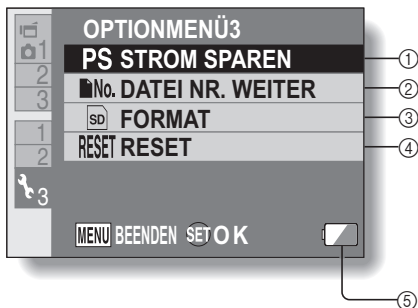 OPTIONMENÜ3
1
2
3
1
2
3
PS STROM SPAREN
No. DATEI NR. WEITER
SD FORMAT
RESET RESET
MENU BEENDEN SET OK
①
②
③
④
⑤